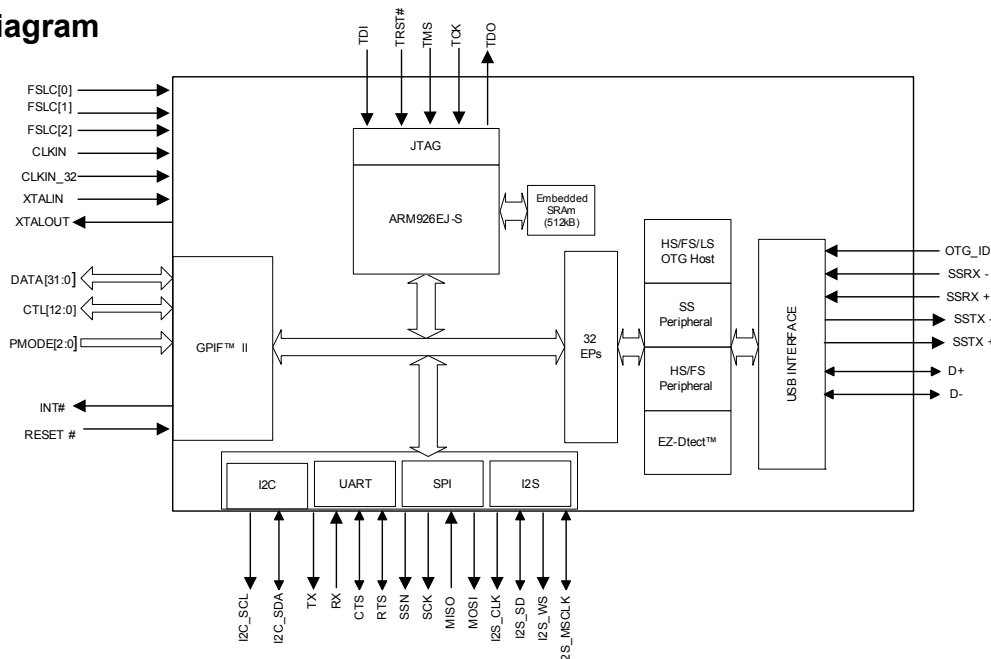 iagram
TDI
TRST#
TMS
TCK
TDO
FSLC[0]
FSLC[1]
FSLC[2]
CLKIN
CLKIN_32
XTALIN
XTALOUT
JTAG
ARM926EJ-S
Embedded
SRAm
(512kB)
DATA[31:0]
CTL[12:0]
PMODE[2:0]
INT#
RESET #
GPIF™ II
32
EPs
HS/FS/LS
OTG Host
SS
Peripheral
HS/FS
Peripheral
EZ-Dtect™
USB INTERFACE
OTG_ID
SSRX -
SSRX +
SSTX -
SSTX +
D+
D-
I2C
UART
SPI
I2S
I2C_SCL
I2C_SDA
TX
RX
CTS
RTS
SSN
SCK
MISO
MOSI
I2S_CLK
I2S_SD
I2S_WS
I2S_MSCLK